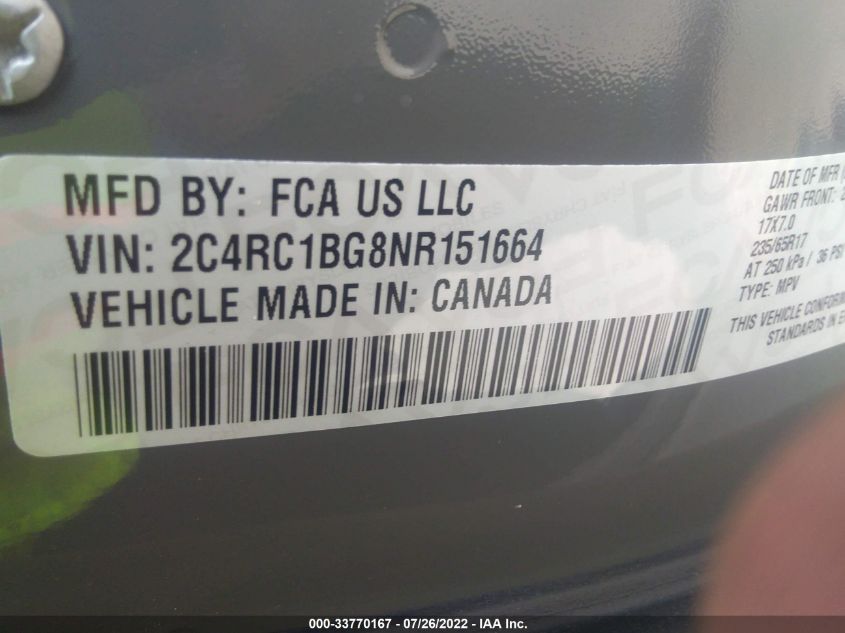 MFD BY: FCA US LLC
VIN: 2C4RC1BG8NR151664
VEHICLE MADE IN: CANADA
DATE OF MFR
GAWR FRONT:
17X7.0
235/65R17
AT 250 kPa / 36 PSI
TYPE: MPV
THIS VEHICLE CONFORM
STANDARDS IN
000-33770167 - 07/26/2022 - IAA Inc.